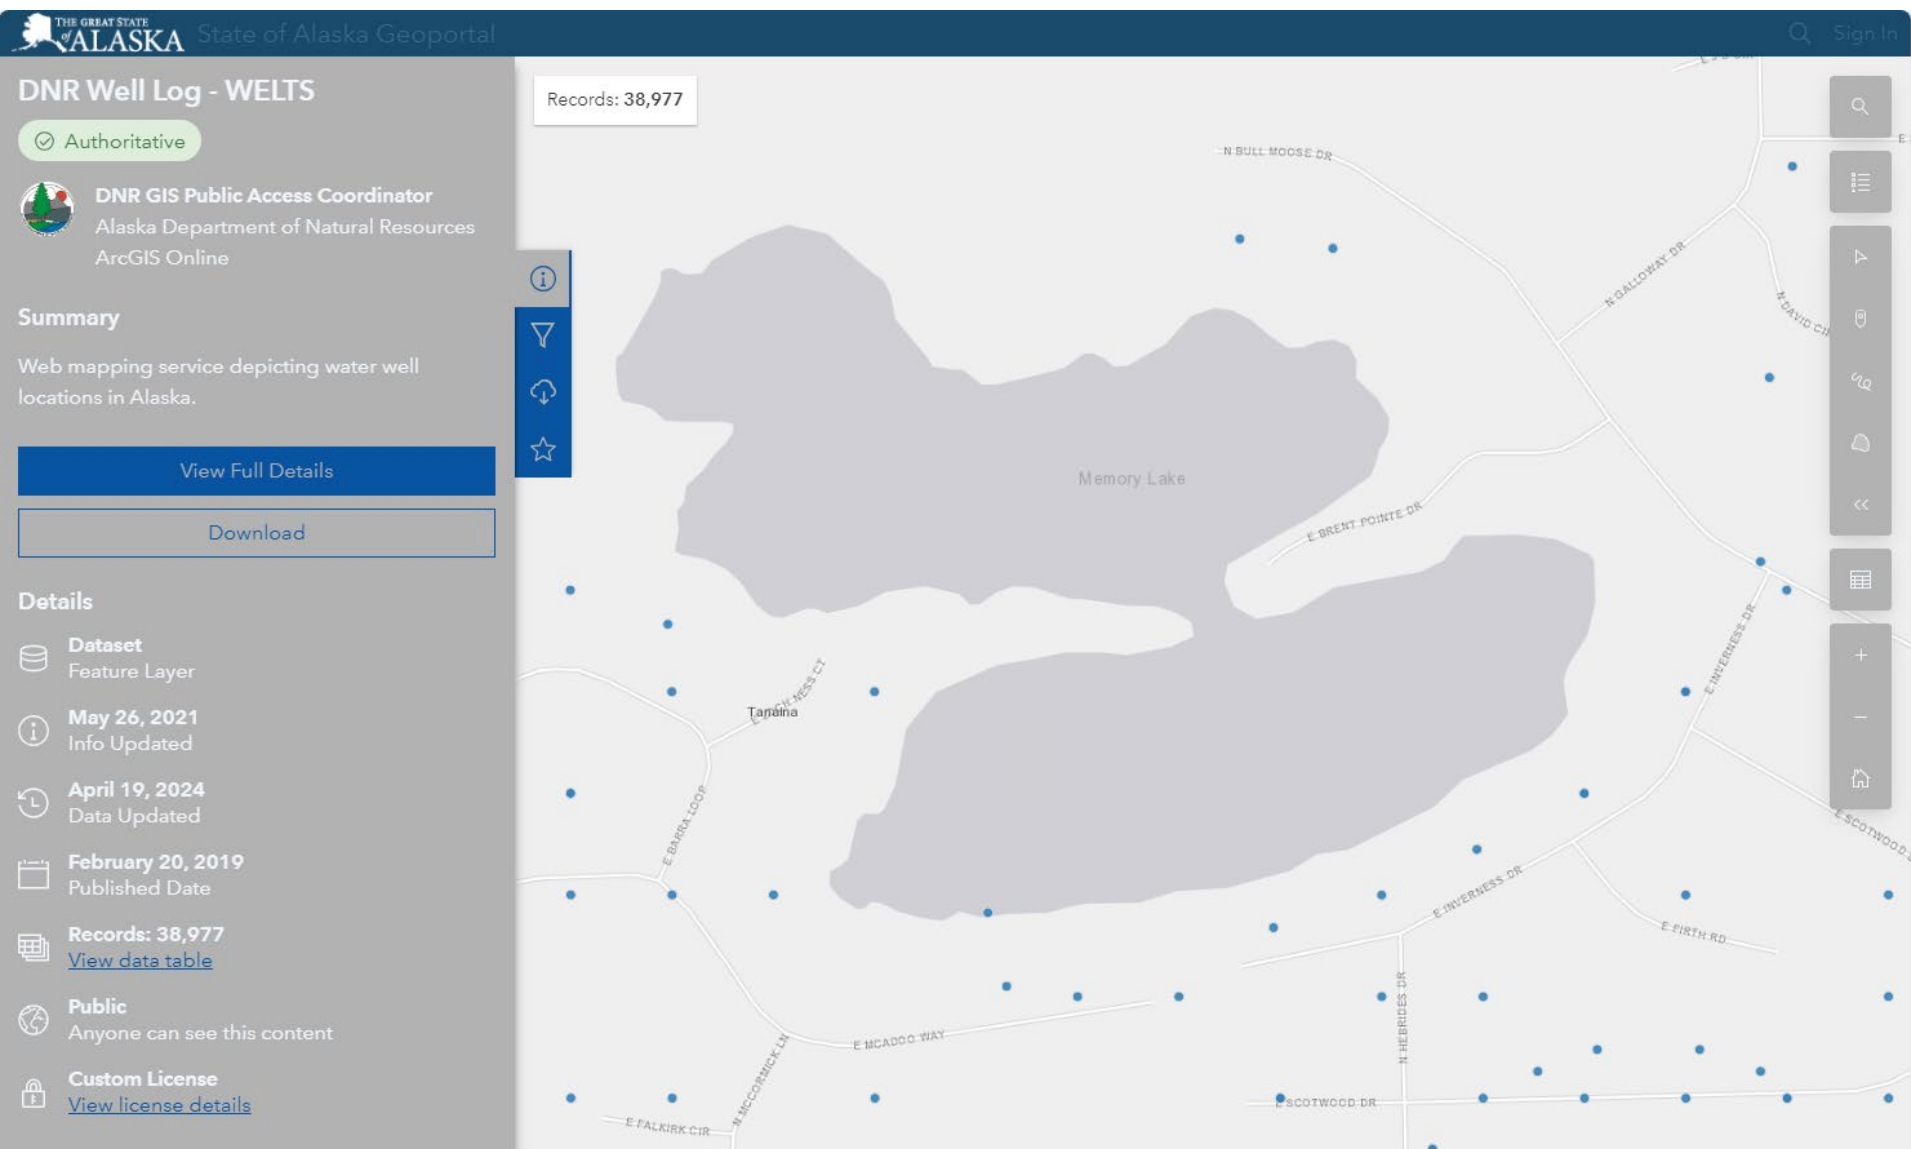 THE GREAT STATE
of ALASKA
State of Alaska Geoportal
Sign In
DNR Well Log - WELTS
Authoritative
DNR GIS Public Access Coordinator
Alaska Department of Natural Resources
ArcGIS Online
Summary
Web mapping service depicting water well
locations in Alaska.
View Full Details
Download
Details
Dataset
Feature Layer
May 26, 2021
Info Updated
April 19, 2024
Data Updated
February 20, 2019
Published Date
Records: 38,977
View data table
Public
Anyone can see this content
Custom License
View license details
Records: 38,977
N BULL MOOSE DR
E
N GALLOWAY DR
N DAVID CIR
Memory Lake
E BRENT POINTE DR
E INVERNESS DR
NESS CT
Tanaina
E BARRA LOOP
E SCOTWOOD
E INVERNESS DR
E FIRTH RD
N HEBRIDES DR
E MCADOO WAY
N MCCORMICK LN
E SCOTWOOD DR
E FALKIRK CIR